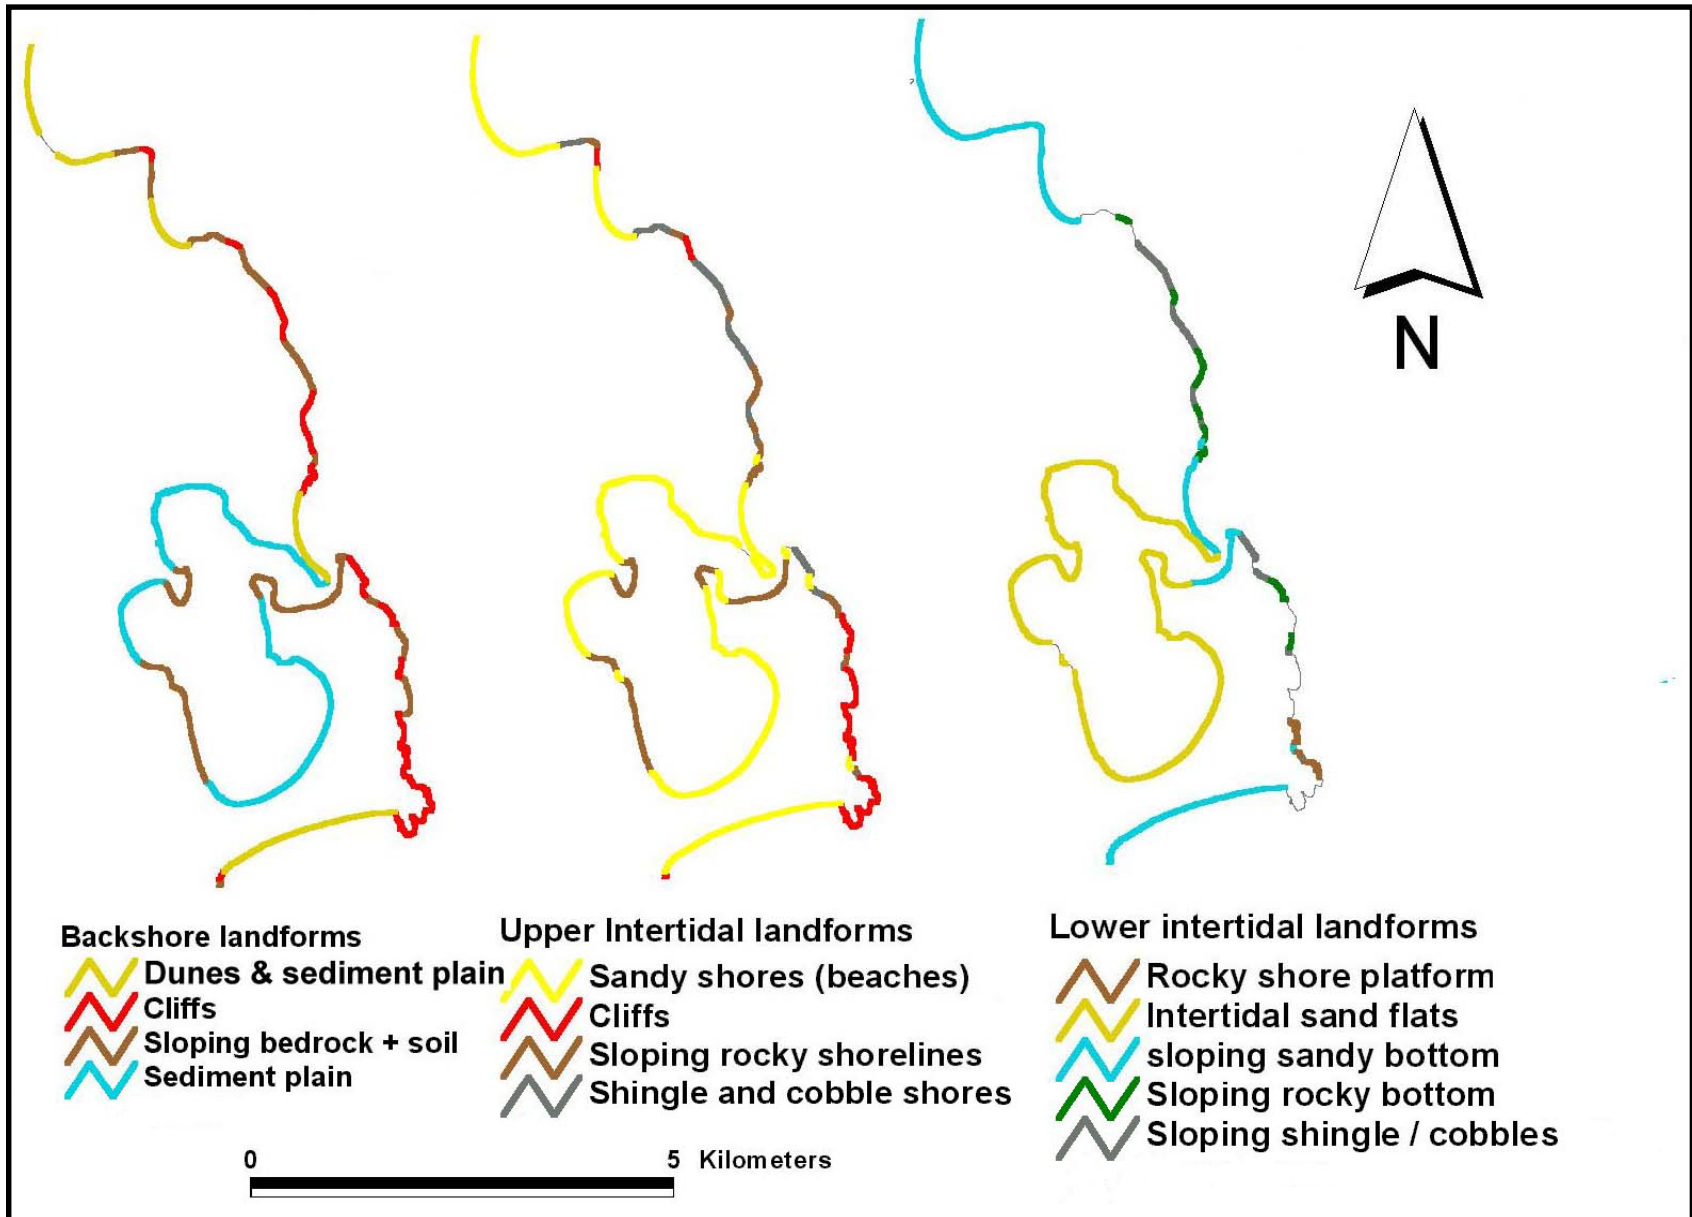 N
Backshore landforms
Dunes & sediment plain
Cliffs
Sloping bedrock + soil
Sediment plain
Upper Intertidal landforms
Sandy shores (beaches)
Cliffs
Sloping rocky shorelines
Shingle and cobble shores
Lower intertidal landforms
Rocky shore platform
Intertidal sand flats
sloping sandy bottom
Sloping rocky bottom
Sloping shingle / cobbles
0 5 Kilometers